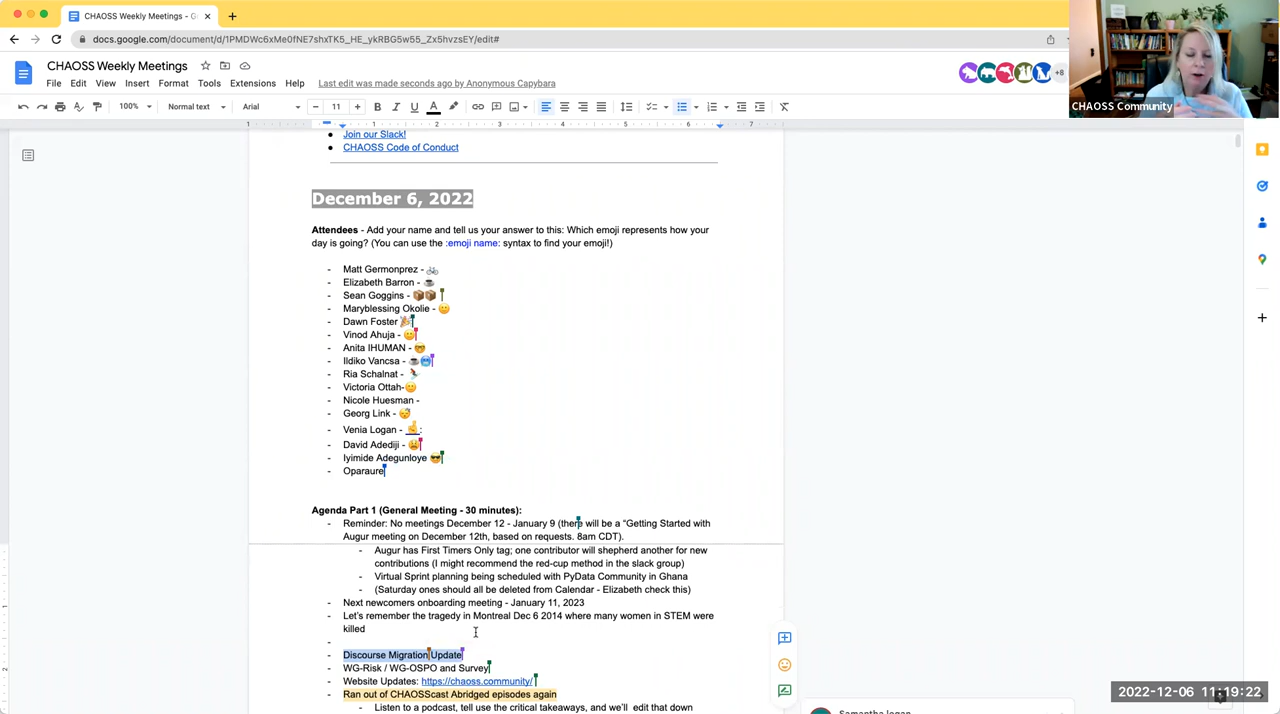 CHAOSS Weekly Meetings - G
docs.google.com/document/d/1PMDWc6xMe0fNE7shxTK5_HE_ykRBG5w55_Zx5hvzsEY/edit#
CHAOSS Weekly Meetings
File Edit View Insert Format Tools Extensions Help Last edit was made seconds ago by Anonymous Capybara
+8
CHAOSS Community
100% Normal text Arial 11
Join our Slack!
CHAOSS Code of Conduct
December 6, 2022
Attendees - Add your name and tell us your answer to this: Which emoji represents how your
day is going? (You can use the :emoji name: syntax to find your emoji!)
- Matt Germonprez - 🚲
- Elizabeth Barron - ☕
- Sean Goggins - 📦📦
- Maryblessing Okolie - 🙂
- Dawn Foster 🎉
- Vinod Ahuja - 🙂
- Anita IHUMAN - 🤓
- Ildiko Vancsa - ☕🥶
- Ria Schalnat - ⛷
- Victoria Ottah-🙂
- Nicole Huesman -
- Georg Link - 😴
- Venia Logan - 🤞:
- David Adediji - 😫
- Iyimide Adegunloye 😎
- Oparaure
Agenda Part 1 (General Meeting - 30 minutes):
- Reminder: No meetings December 12 - January 9 (there will be a "Getting Started with
Augur meeting on December 12th, based on requests. 8am CDT).
- Augur has First Timers Only tag; one contributor will shepherd another for new
contributions (I might recommend the red-cup method in the slack group)
- Virtual Sprint planning being scheduled with PyData Community in Ghana
- (Saturday ones should all be deleted from Calendar - Elizabeth check this)
- Next newcomers onboarding meeting - January 11, 2023
- Let's remember the tragedy in Montreal Dec 6 2014 where many women in STEM were
killed
-
- Discourse Migration Update
- WG-Risk / WG-OSPO and Survey
- Website Updates: https://chaoss.community/
- Ran out of CHAOSScast Abridged episodes again
- Listen to a podcast, tell use the critical takeaways, and we'll edit that down
Samantha logan
2022-12-06 11:19:22